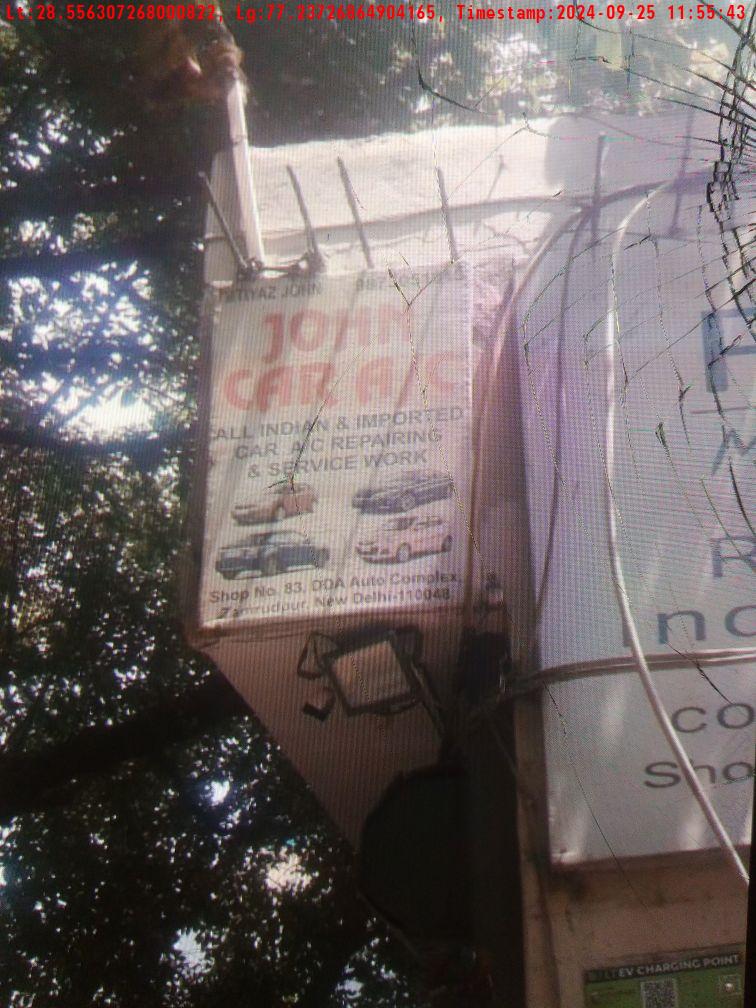 Lt:28.556307268000822, Lg:77.23726864904165, Timestamp:2024-09-25 11:55:43
JOHN
JOHN
CAR A/C
ALL INDIAN & IMPORTED
CAR A/C REPAIRING
& SERVICE WORK
Shop No. 83, DDA Auto Complex,
Zamrudpur, New Delhi-110048
EV CHARGING POINT